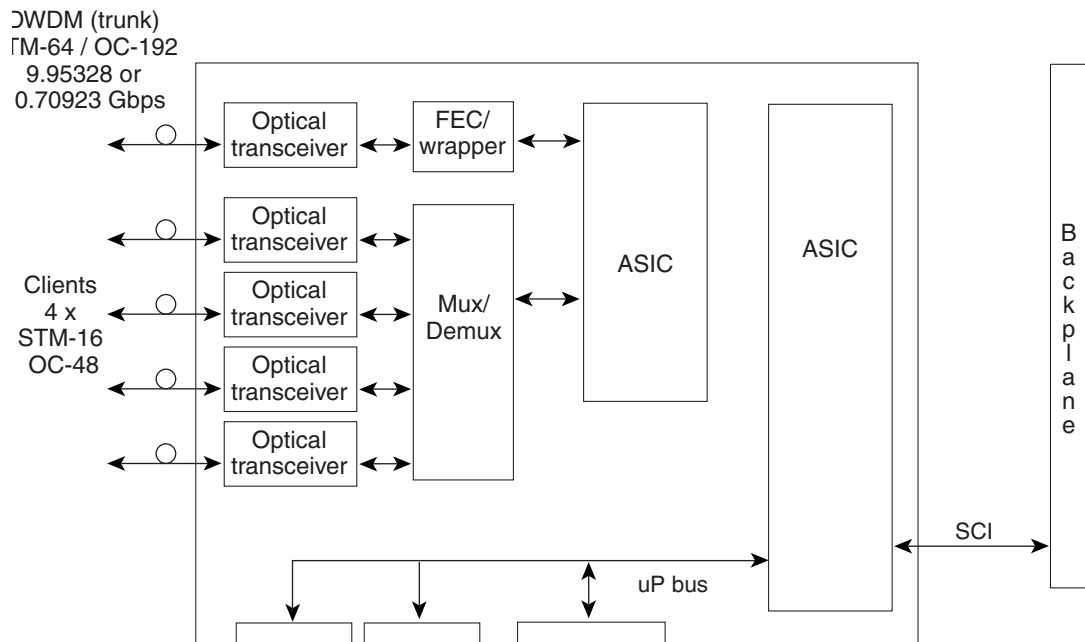 DWDM (trunk)
TM-64 / OC-192
9.95328 or
0.70923 Gbps
Optical
transceiver
FEC/
wrapper
Optical
transceiver
Optical
transceiver
Optical
transceiver
Optical
transceiver
Mux/
Demux
ASIC
ASIC
Clients
4 x
STM-16
OC-48
Backplane
SCI
uP bus